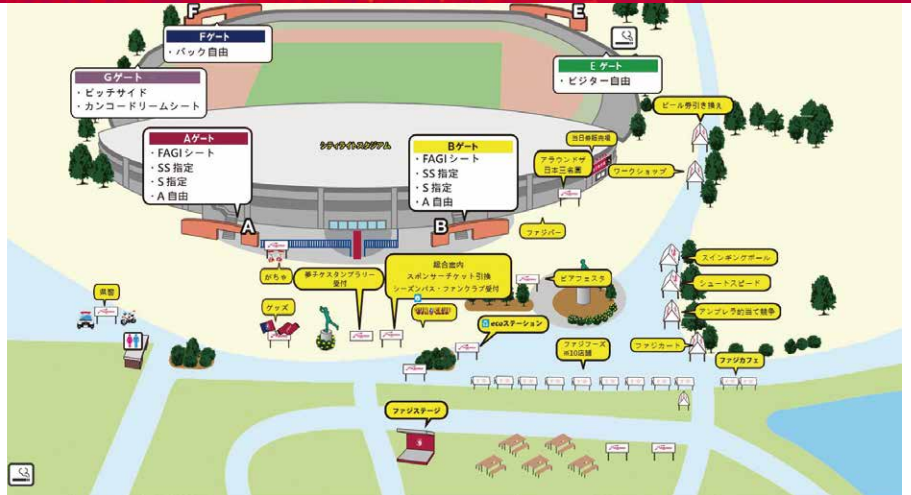 F
E
Fゲート
・バック自由
Eゲート
・ビジター自由
Gゲート
・ピッチサイド
・カンコードリームシート
ビール券引き換え
Aゲート
・FAGIシート
・SS指定
・S指定
・A自由
シティライトスタジアム
Bゲート
・FAGIシート
・SS指定
・S指定
・A自由
当日券販売場
アラウンドザ
日本三名園
ワークショップ
A
B
ファジバー
がちゃ
夢子ケスタンプラリー
受付
総合案内
スポンサーチケット引換
シーズンパス・ファンクラブ受付
ビアフェスタ
スインギングボール
シュートスピード
アンブレラ的当て競争
県警
グッズ
ecoステーション
ファジフーズ
※10店舗
ファジカート
ファジカフェ
ファジステージ